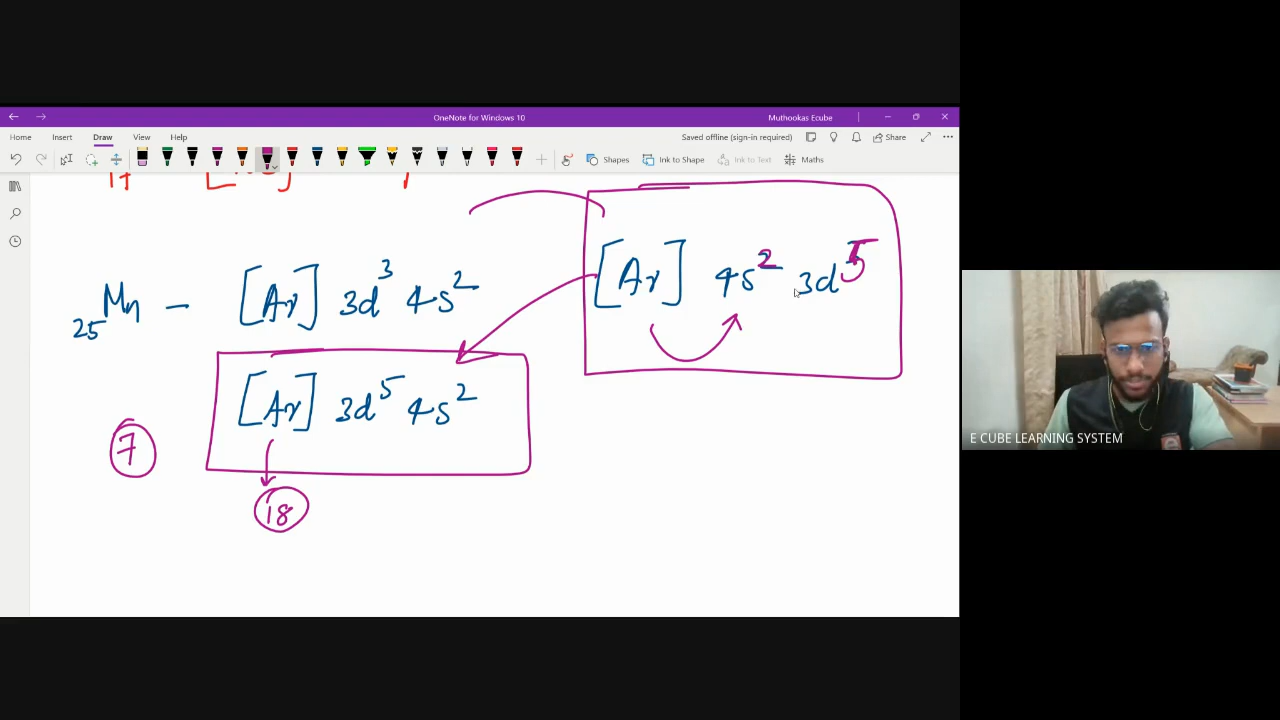 OneNote for Windows 10
Muthookas Ecube
Home Insert Draw View Help
Saved offline (sign-in required)
Share
Shapes
Ink to Shape
Ink to Text
Maths
17
[Ar] 4s² 3d⁵
₂₅Mn - [Ar] 3d³ 4s²
[Ar] 3d⁵ 4s²
7
18
E CUBE LEARNING SYSTEM